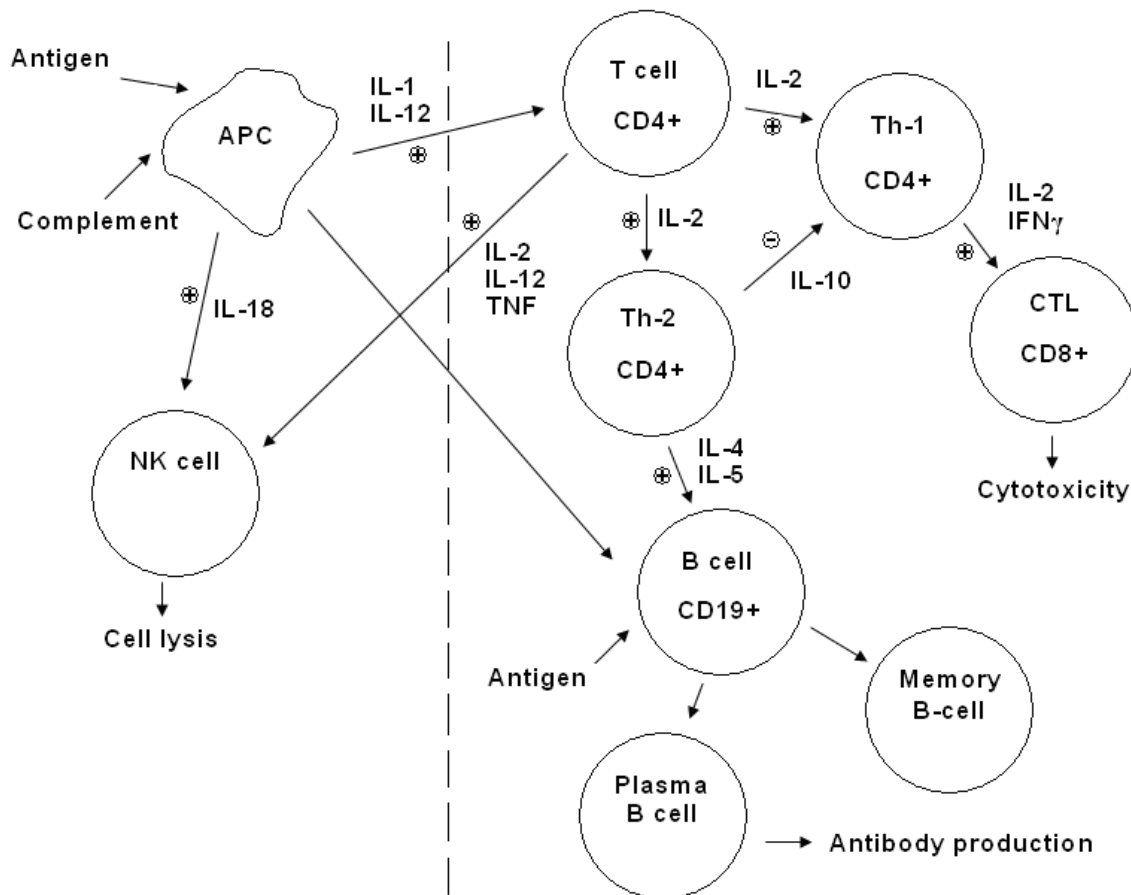 Antigen
APC
Complement
IL-1
IL-12
⊕
T cell
CD4+
IL-2
⊕
Th-1
CD4+
⊕
IL-2
IL-12
TNF
⊕
IL-2
⊖
IL-10
IL-2
IFNγ
⊕
⊕
IL-18
Th-2
CD4+
CTL
CD8+
NK cell
IL-4
IL-5
⊕
Cytotoxicity
Cell lysis
B cell
CD19+
Antigen
Memory
B-cell
Plasma
B cell
Antibody production